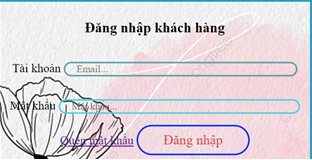 Đăng nhập khách hàng
Tài khoản Email...
Mật khẩu Mật khẩu...
Quên mật khẩu Đăng nhập